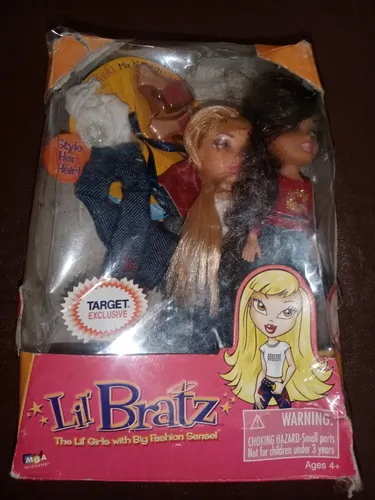 Style
Her
Hair!
TARGET
EXCLUSIVE
Lil' Bratz
The Lil' Girls with Big Fashion Sense!
MGA
WARNING:
CHOKING HAZARD-Small parts
Not for children under 3 years
Ages 4+